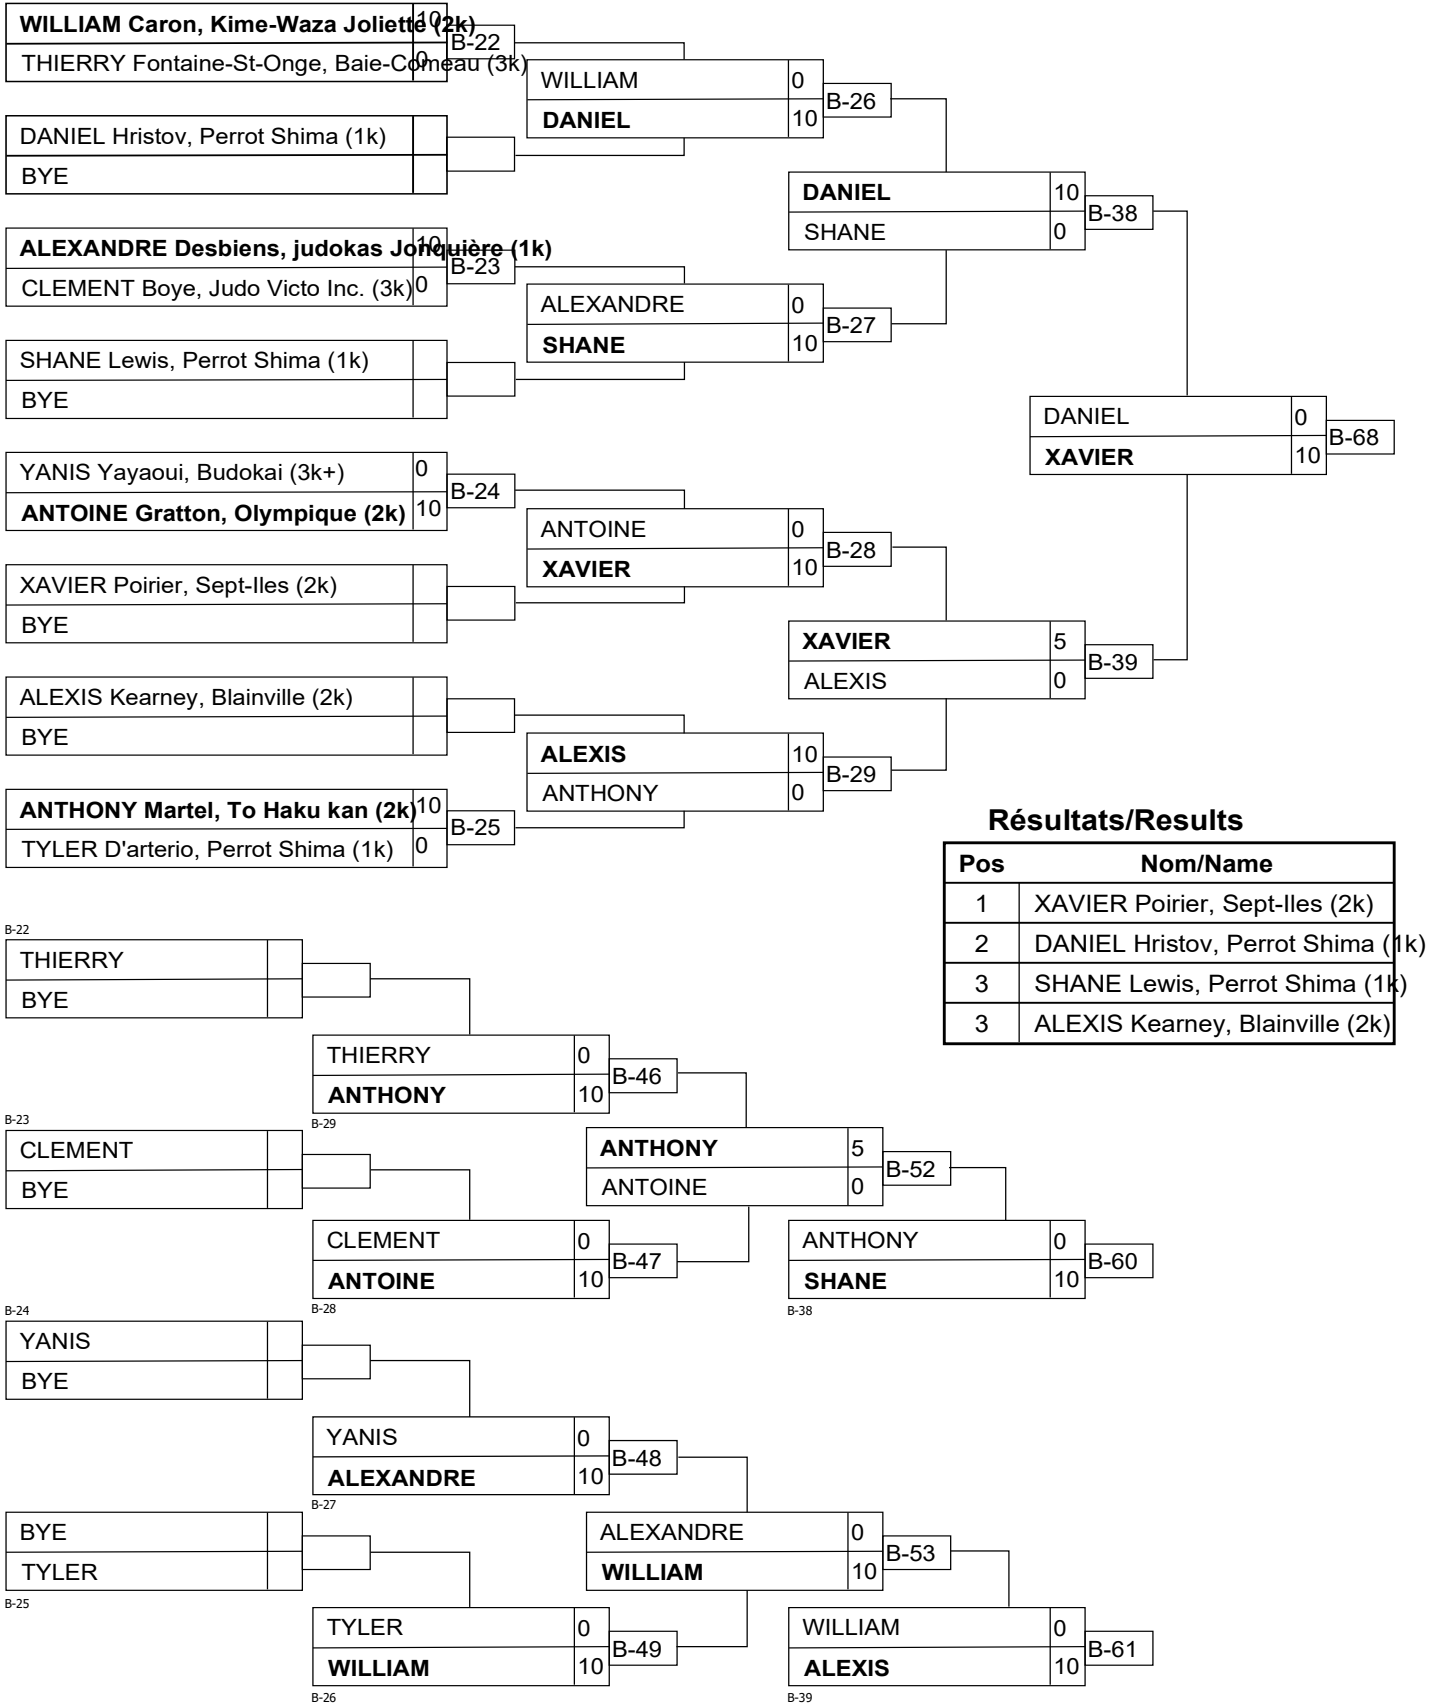 WILLIAM Caron, Kime-Waza Joliette (2k) 10
B-22
THIERRY Fontaine-St-Onge, Baie-Comeau (3k) 0
DANIEL Hristov, Perrot Shima (1k)
BYE
WILLIAM 0
B-26
DANIEL 10
ALEXANDRE Desbiens, judokas Jonquière (1k) 10
B-23
CLEMENT Boye, Judo Victo Inc. (3k) 0
SHANE Lewis, Perrot Shima (1k)
BYE
ALEXANDRE 0
B-27
SHANE 10
DANIEL 10
B-38
SHANE 0
YANIS Yayaoui, Budokai (3k+) 0
B-24
ANTOINE Gratton, Olympique (2k) 10
XAVIER Poirier, Sept-Iles (2k)
BYE
ANTOINE 0
B-28
XAVIER 10
ALEXIS Kearney, Blainville (2k)
BYE
ANTHONY Martel, To Haku kan (2k) 10
B-25
TYLER D'arterio, Perrot Shima (1k) 0
ALEXIS 10
B-29
ANTHONY 0
XAVIER 5
B-39
ALEXIS 0
DANIEL 0
B-68
XAVIER 10
Résultats/Results
Pos Nom/Name
1 XAVIER Poirier, Sept-Iles (2k)
2 DANIEL Hristov, Perrot Shima (1k)
3 SHANE Lewis, Perrot Shima (1k)
3 ALEXIS Kearney, Blainville (2k)
B-22
THIERRY
BYE
THIERRY 0
B-46
ANTHONY 10
B-29
B-23
CLEMENT
BYE
CLEMENT 0
B-47
ANTOINE 10
B-28
ANTHONY 5
B-52
ANTOINE 0
ANTHONY 0
B-60
SHANE 10
B-38
B-24
YANIS
BYE
YANIS 0
B-48
ALEXANDRE 10
B-27
BYE
TYLER
B-25
TYLER 0
B-49
WILLIAM 10
B-26
ALEXANDRE 0
B-53
WILLIAM 10
WILLIAM 0
B-61
ALEXIS 10
B-39